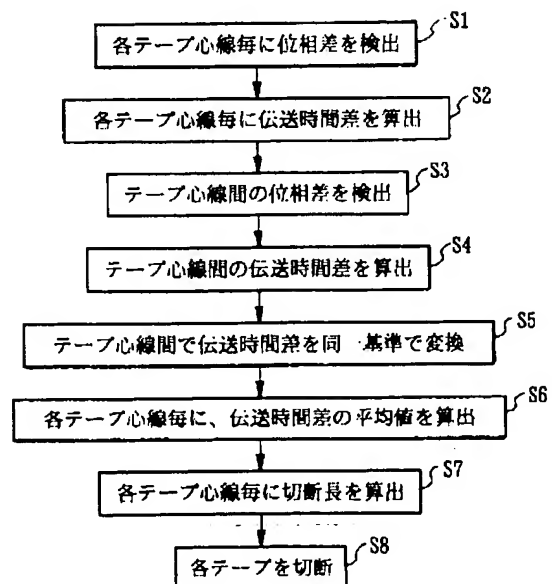 S1
各テープ心線毎に位相差を検出
S2
各テープ心線毎に伝送時間差を算出
S3
テープ心線間の位相差を検出
S4
テープ心線間の伝送時間差を算出
S5
テープ心線間で伝送時間差を同一基準で変換
S6
各テープ心線毎に、伝送時間差の平均値を算出
S7
各テープ心線毎に切断長を算出
S8
各テープを切断